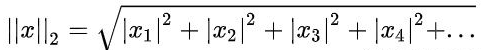 ||x||₂ = √(|x₁|² + |x₂|² + |x₃|² + |x₄|² + ...)